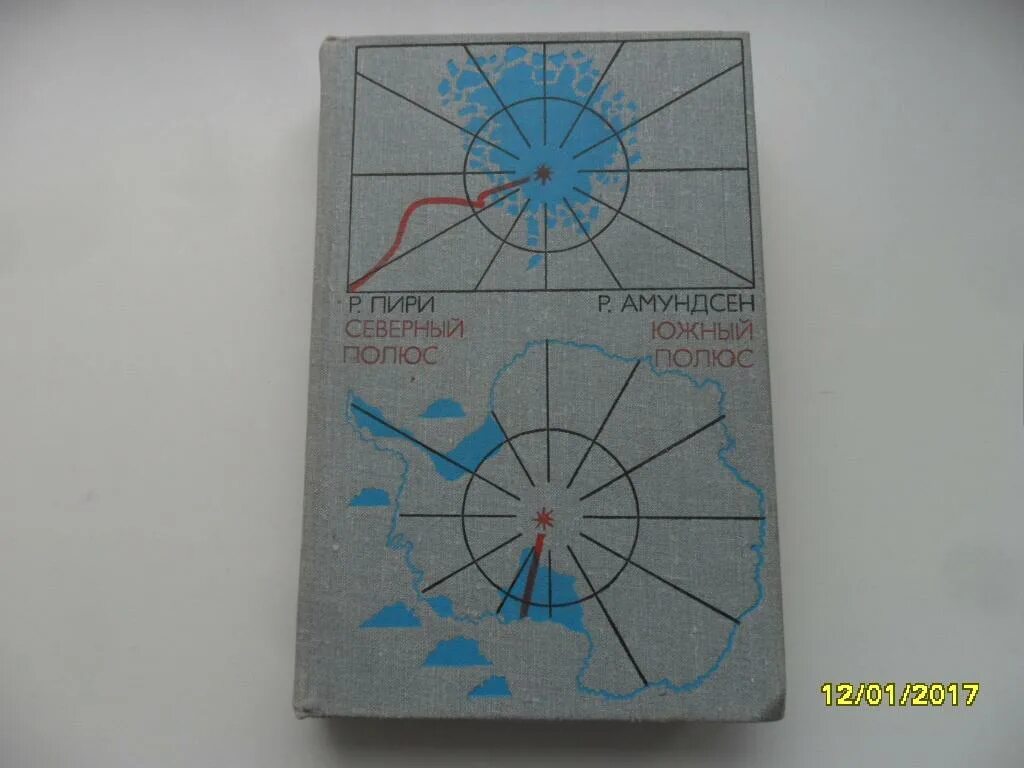 Р. ПИРИ
СЕВЕРНЫЙ
ПОЛЮС
Р. АМУНДСЕН
ЮЖНЫЙ
ПОЛЮС
12/01/2017